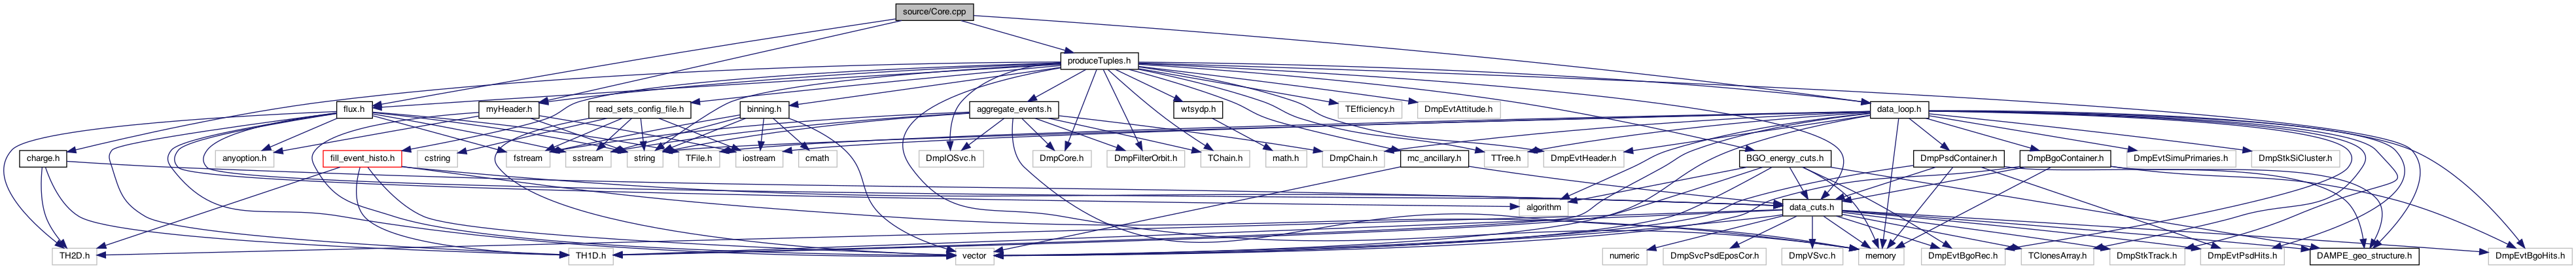 source/Core.cpp
produceTuples.h
flux.h
myHeader.h
read_sets_config_file.h
binning.h
aggregate_events.h
wtsydp.h
TEfficiency.h
DmpEvtAttitude.h
data_loop.h
charge.h
anyoption.h
fill_event_histo.h
cstring
fstream
sstream
string
TFile.h
iostream
cmath
DmpIOSvc.h
DmpCore.h
DmpFilterOrbit.h
TChain.h
math.h
DmpChain.h
mc_ancillary.h
TTree.h
DmpEvtHeader.h
BGO_energy_cuts.h
DmpPsdContainer.h
DmpBgoContainer.h
DmpEvtSimuPrimaries.h
DmpStkSiCluster.h
algorithm
data_cuts.h
TH2D.h
TH1D.h
vector
numeric
DmpSvcPsdEposCor.h
DmpVSvc.h
memory
DmpEvtBgoRec.h
TClonesArray.h
DmpStkTrack.h
DmpEvtPsdHits.h
DAMPE_geo_structure.h
DmpEvtBgoHits.h